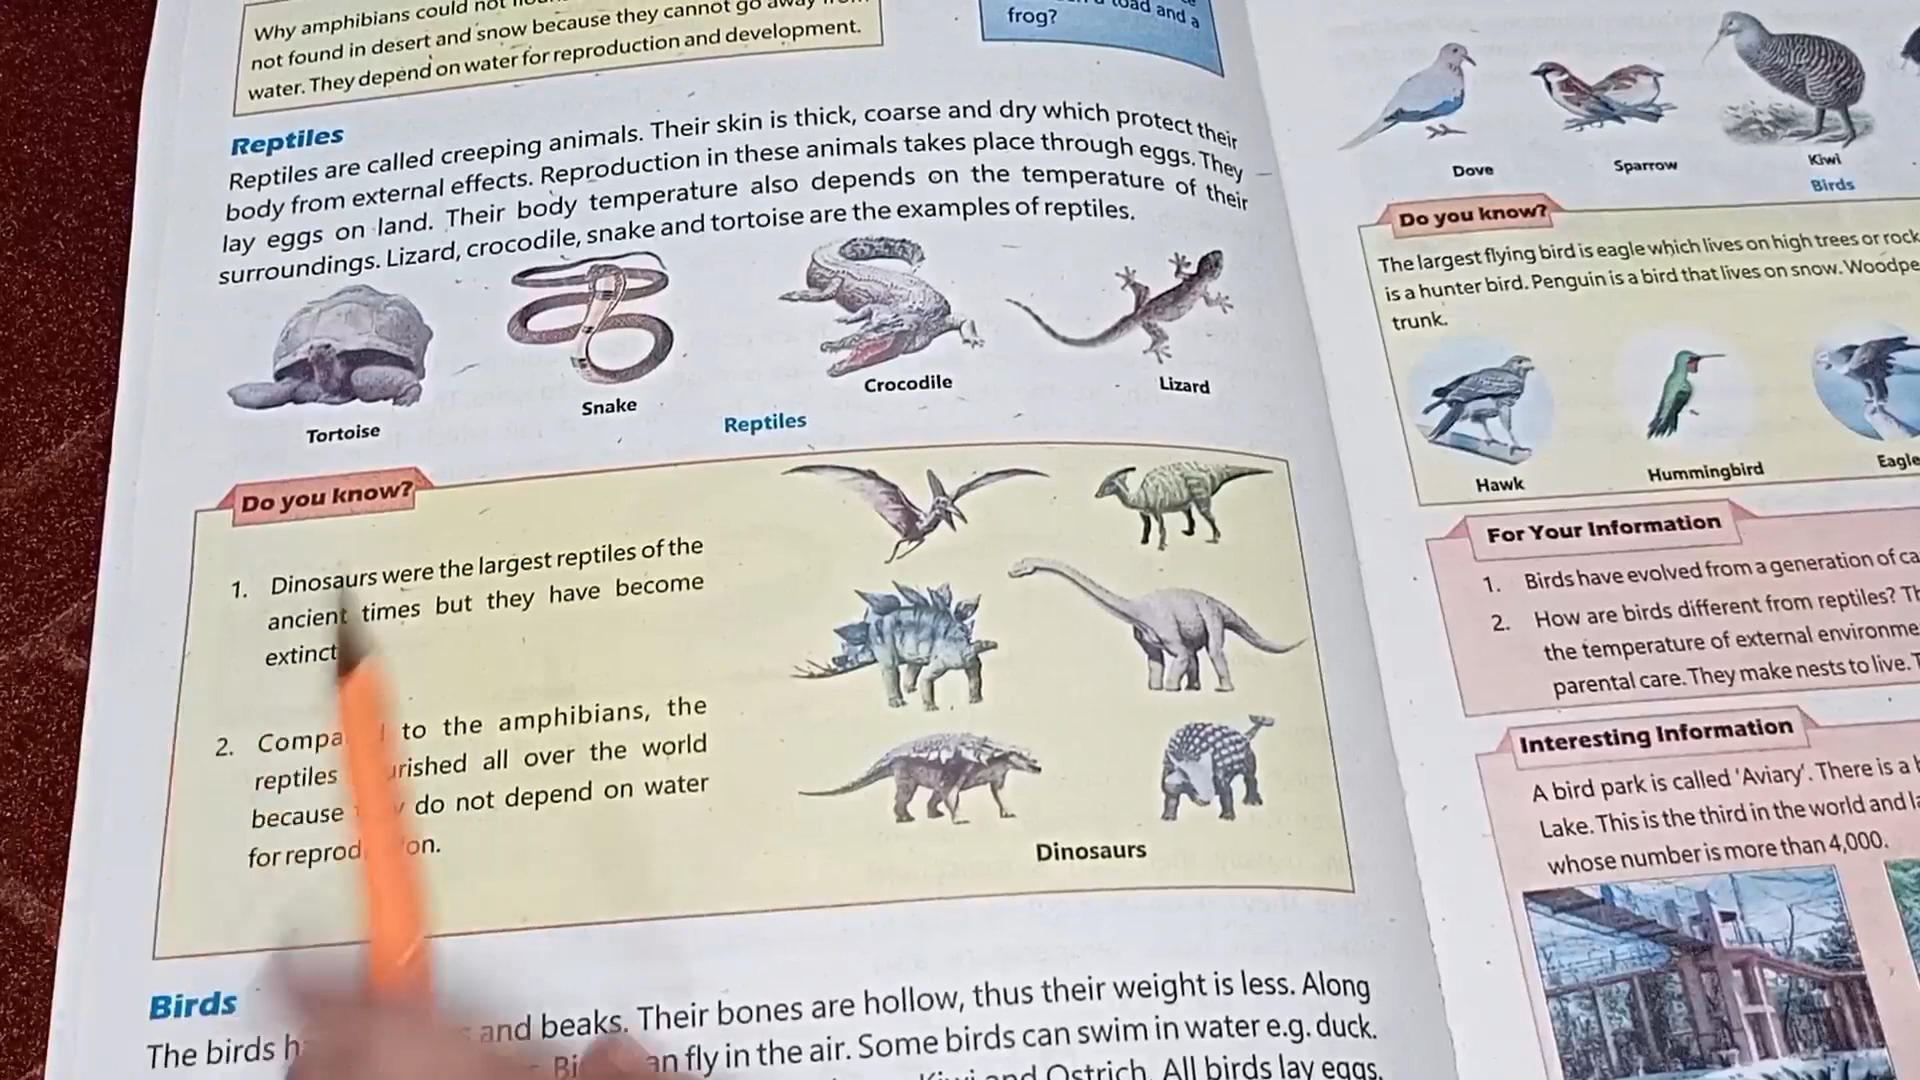 Why amphibians could not
not found in desert and snow because they cannot go away
water. They depend on water for reproduction and development.
toad and a
frog?
Reptiles
Reptiles are called creeping animals. Their skin is thick, coarse and dry which protect their
body from external effects. Reproduction in these animals takes place through eggs. They
lay eggs on land. Their body temperature also depends on the temperature of their
surroundings. Lizard, crocodile, snake and tortoise are the examples of reptiles.
Tortoise
Snake
Crocodile
Lizard
Reptiles
Do you know?
1. Dinosaurs were the largest reptiles of the
ancient times but they have become
extinct
2. to the amphibians, the
reptiles all over the world
because do not depend on water
for
Dinosaurs
Birds
The birds and beaks. Their bones are hollow, thus their weight is less. Along
fly in the air. Some birds can swim in water e.g. duck.
Kiwi and Ostrich. All birds lay eggs.
Dove
Sparrow
Kiwi
Birds
Do you know?
The largest flying bird is eagle which lives on high trees or
is a hunter bird. Penguin is a bird that lives on snow.
trunk.
Hawk
Hummingbird
Eagle
For Your Information
1. Birds have evolved from a generation of
2. How are birds different from reptiles?
the temperature of external
parental care. They make nests to live.
Interesting Information
A bird park is called 'Aviary'. There is a
Lake. This is the third in the world and
whose number is more than 4,000.